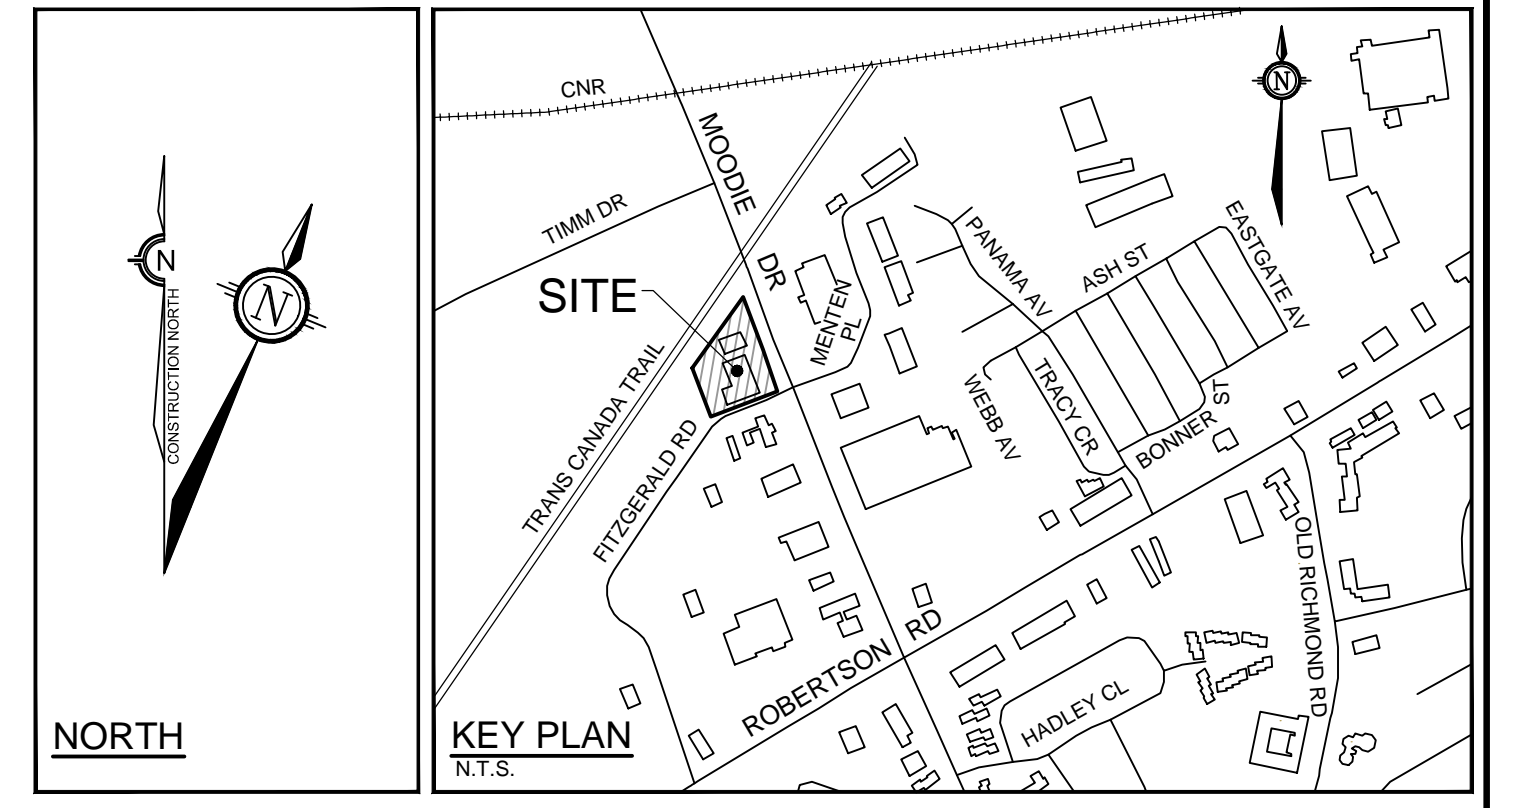 N
N
CONSTRUCTION NORTH
NORTH
CNR
MOODIE
DR
N
TIMM DR
SITE
PANAMA AV
ASH ST
EASTGATE AV
MENTEN
PL
TRANS CANADA TRAIL
WEBB AV
TRACY CR
BONNER
ST
FITZGERALD RD
OLD RICHMOND RD
ROBERTSON RD
HADLEY CL
KEY PLAN
N.T.S.